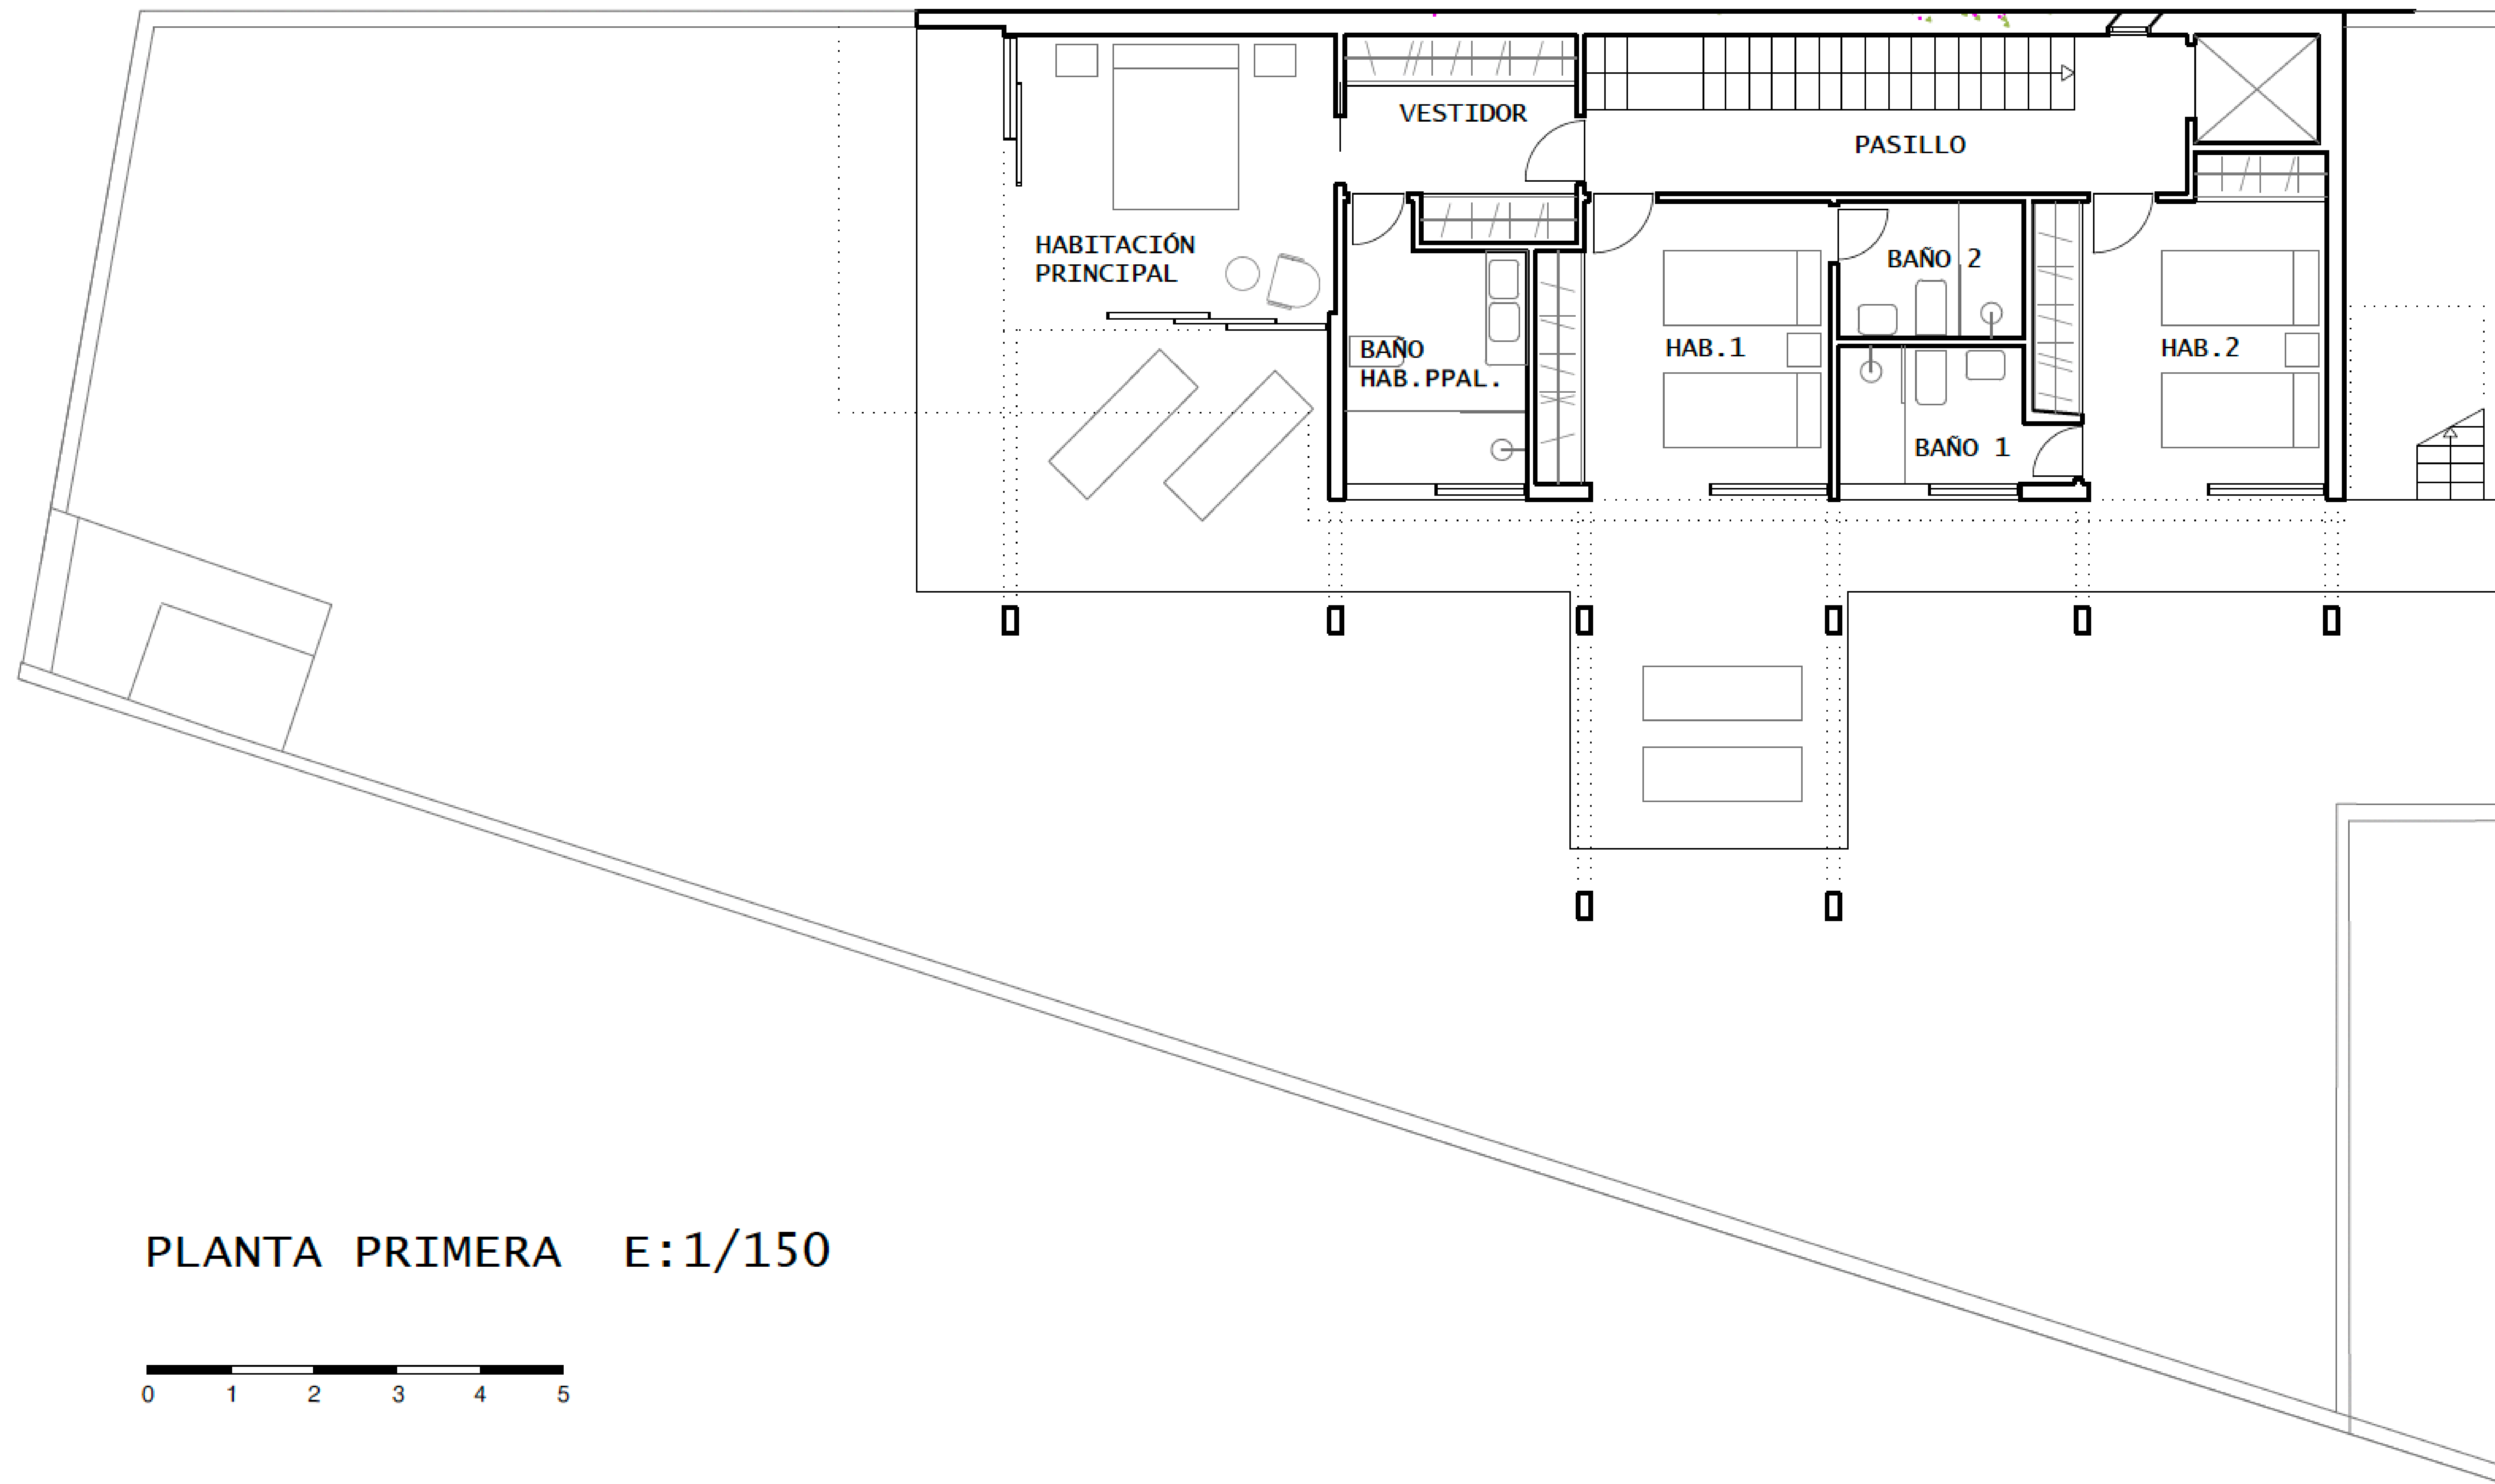 VESTIDOR
PASILLO
HABITACIÓN
PRINCIPAL
BAÑO 2
BAÑO
HAB.PPAL.
HAB.1
HAB.2
BAÑO 1
PLANTA PRIMERA E:1/150
0 1 2 3 4 5